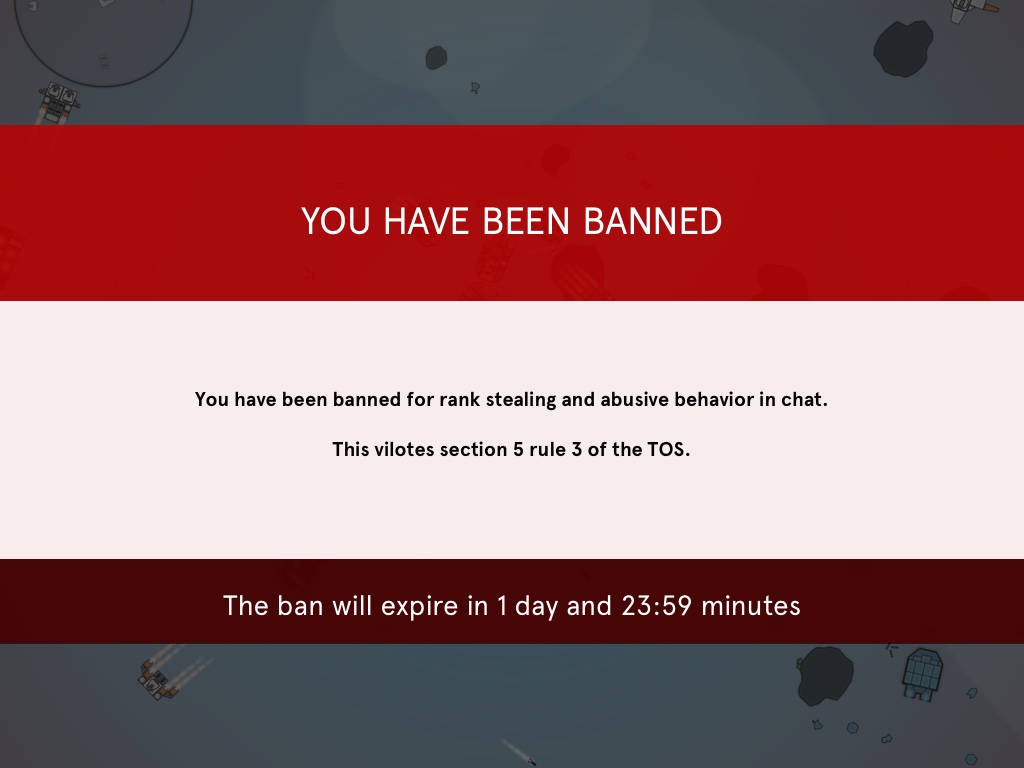 YOU HAVE BEEN BANNED
You have been banned for rank stealing and abusive behavior in chat.
This vilotes section 5 rule 3 of the TOS.
The ban will expire in 1 day and 23:59 minutes